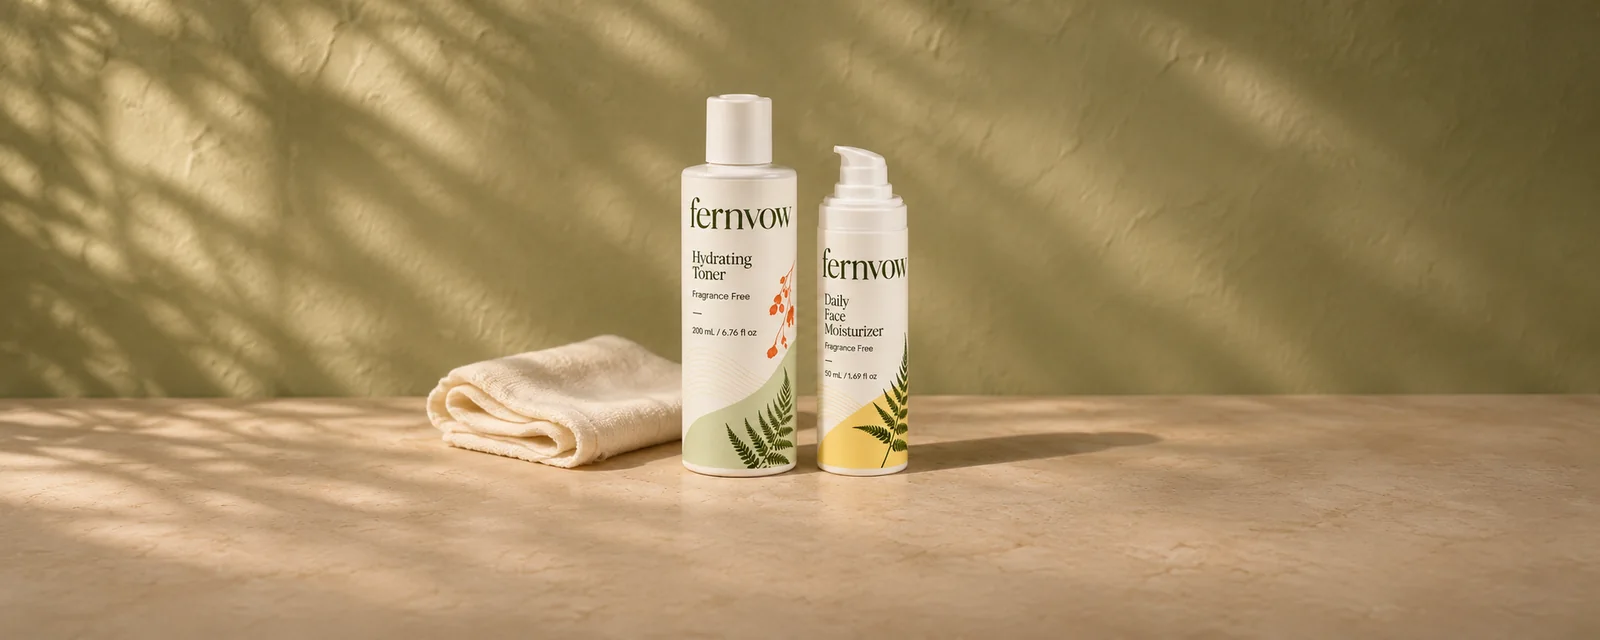 fernvow
Hydrating
Toner
Fragrance Free
200 mL / 6.76 fl oz
fernvow
Daily
Face
Moisturizer
Fragrance Free
50 mL / 1.69 fl oz